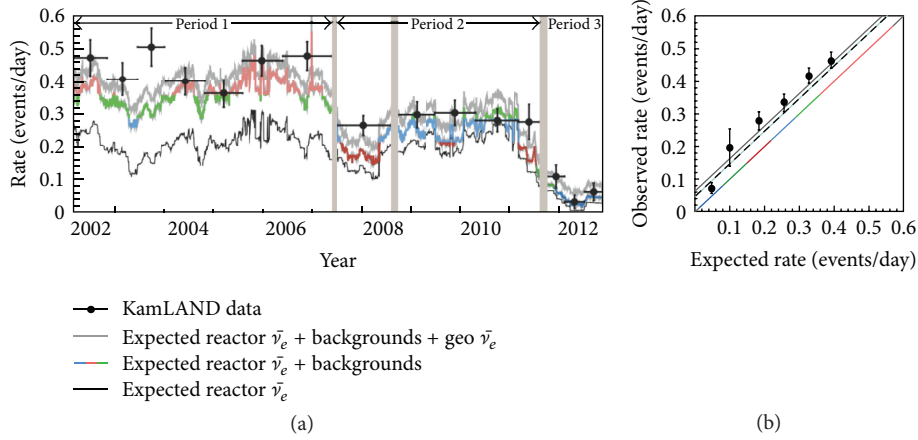 Period 1
Period 2
Period 3
0.6
0.5
0.4
0.3
0.2
0.1
0
Rate (events/day)
2002
2004
2006
2008
2010
2012
Year
KamLAND data
Expected reactor ν̄e + backgrounds + geo ν̄e
Expected reactor ν̄e + backgrounds
Expected reactor ν̄e
(a)
Observed rate (events/day)
0.6
0.5
0.4
0.3
0.2
0.1
0
0.1
0.2
0.3
0.4
0.5
0.6
Expected rate (events/day)
(b)